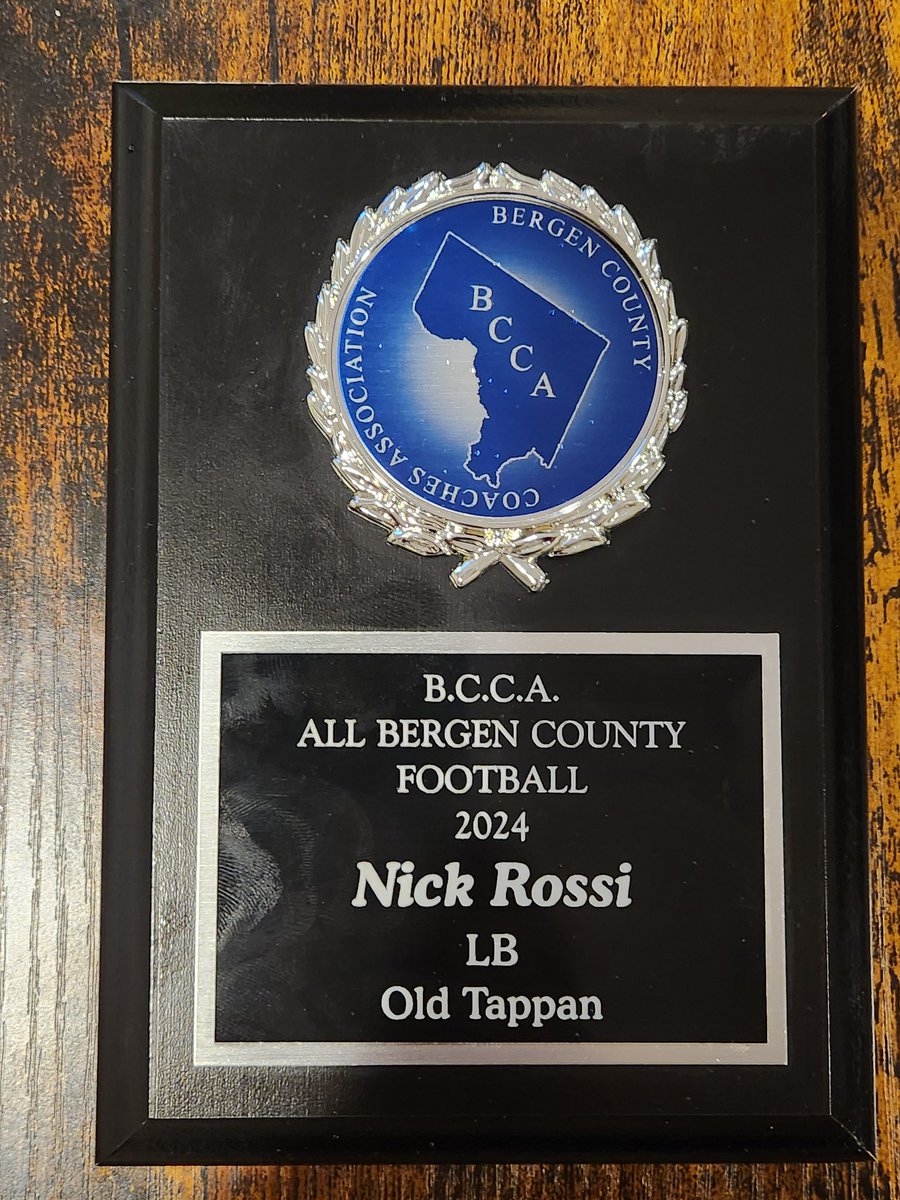 BERGEN COUNTY
COACHES ASSOCIATION
BCCA
B.C.C.A.
ALL BERGEN COUNTY
FOOTBALL
2024
Nick Rossi
LB
Old Tappan